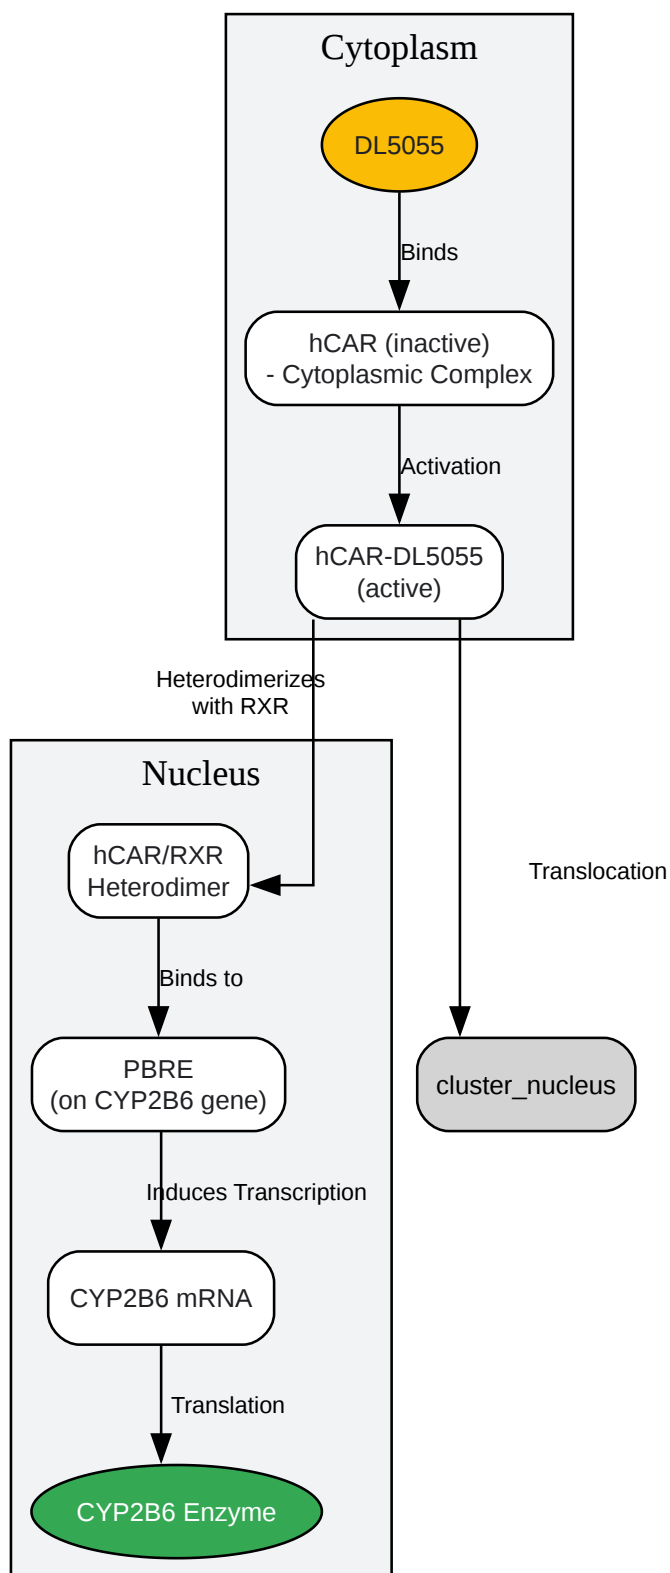 Cytoplasm
DL5055
Binds
hCAR (inactive)
- Cytoplasmic Complex
Activation
hCAR-DL5055
(active)
Heterodimerizes
with RXR
Nucleus
hCAR/RXR
Heterodimer
Translocation
Binds to
PBRE
(on CYP2B6 gene)
cluster_nucleus
Induces Transcription
CYP2B6 mRNA
Translation
CYP2B6 Enzyme